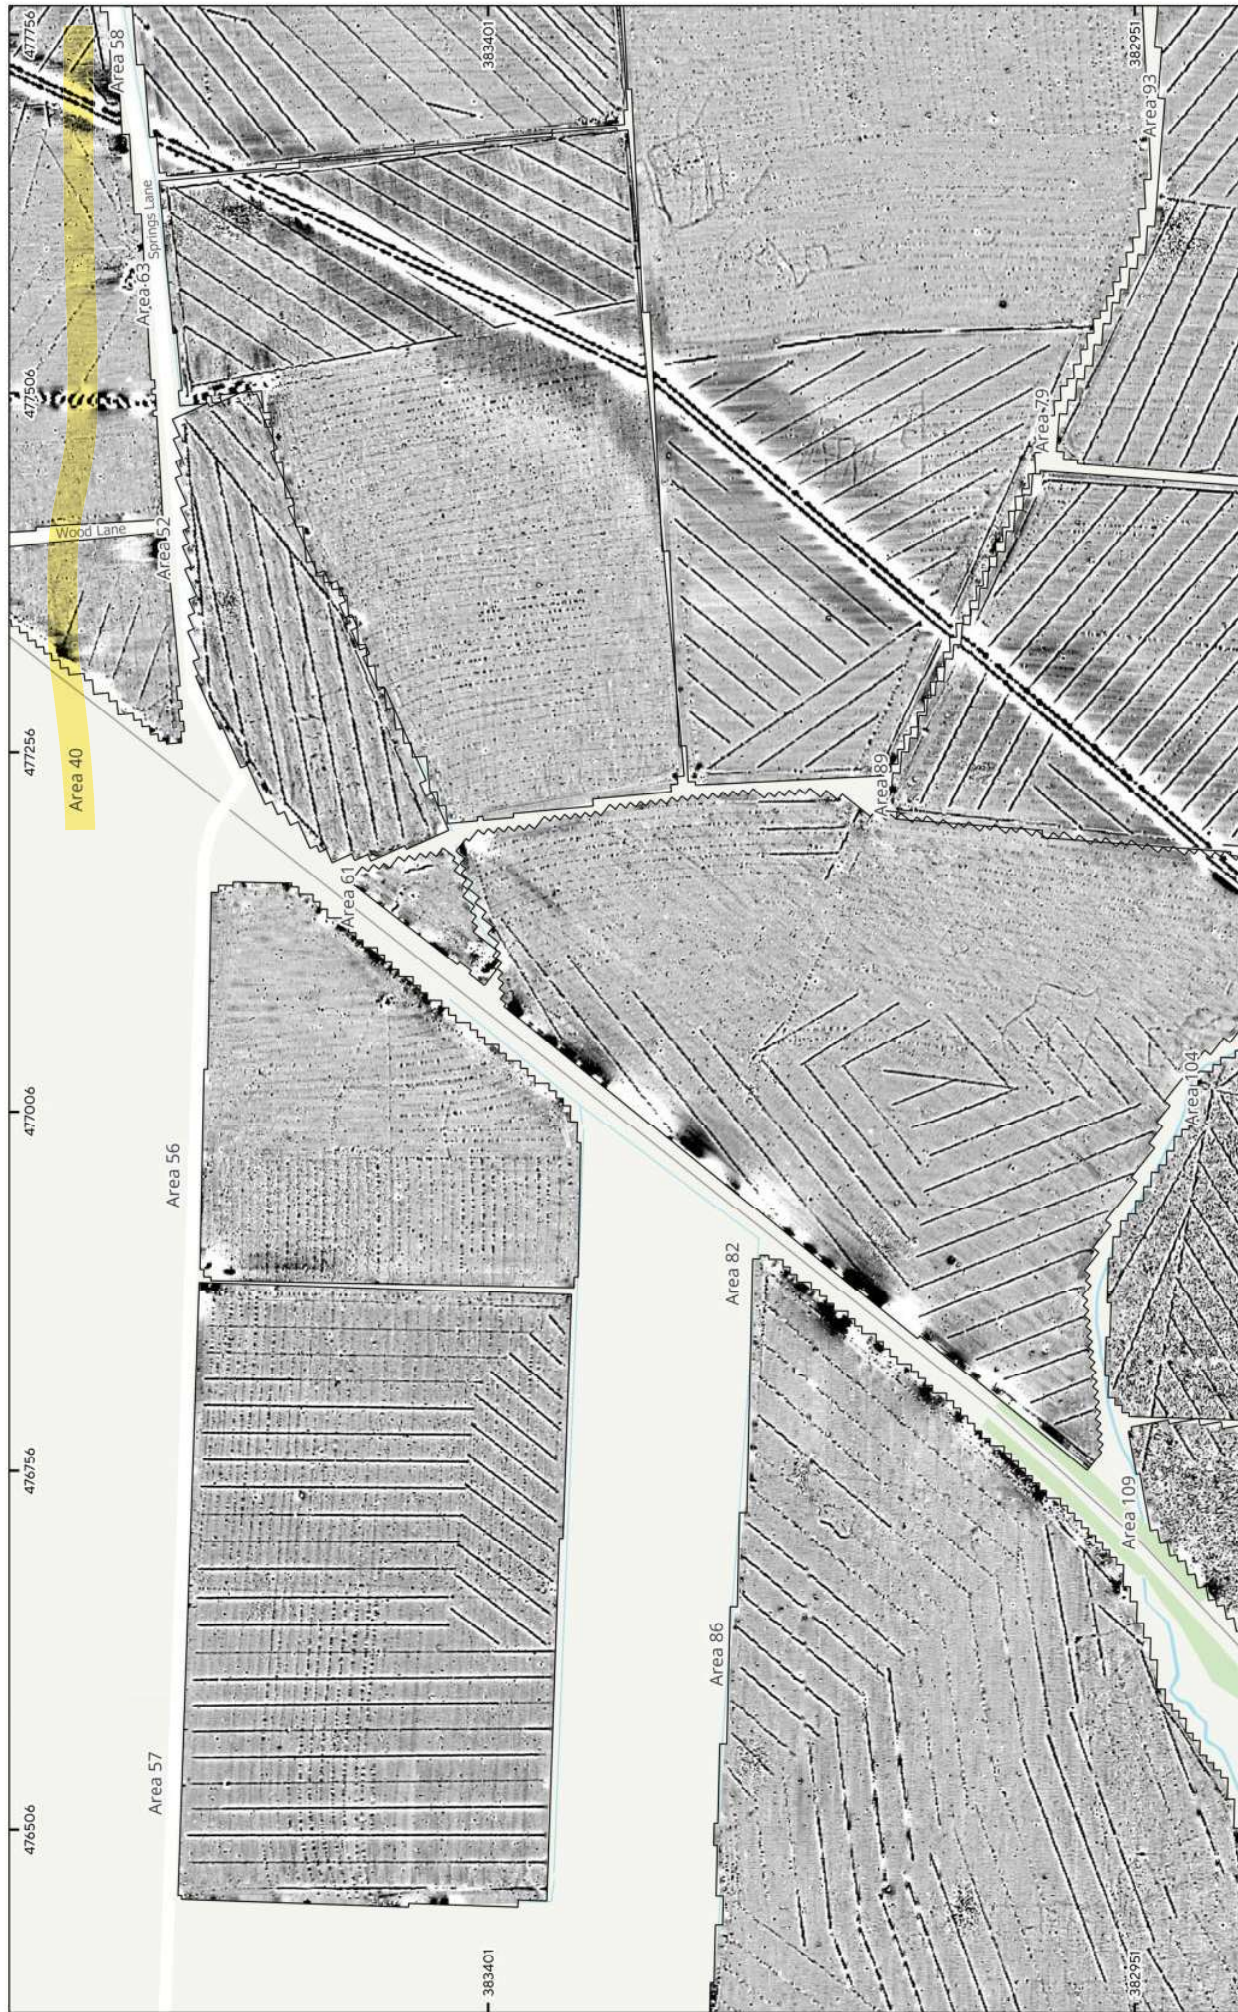 477756
Area 58
383401
382951
Area 93
Springs Lane
Area 63
477506
Area 79
Wood Lane
Area 52
477256
Area 40
Area 89
Area 61
477006
Area 104
Area 56
Area 82
476756
Area 109
Area 86
Area 57
476506
383401
382951